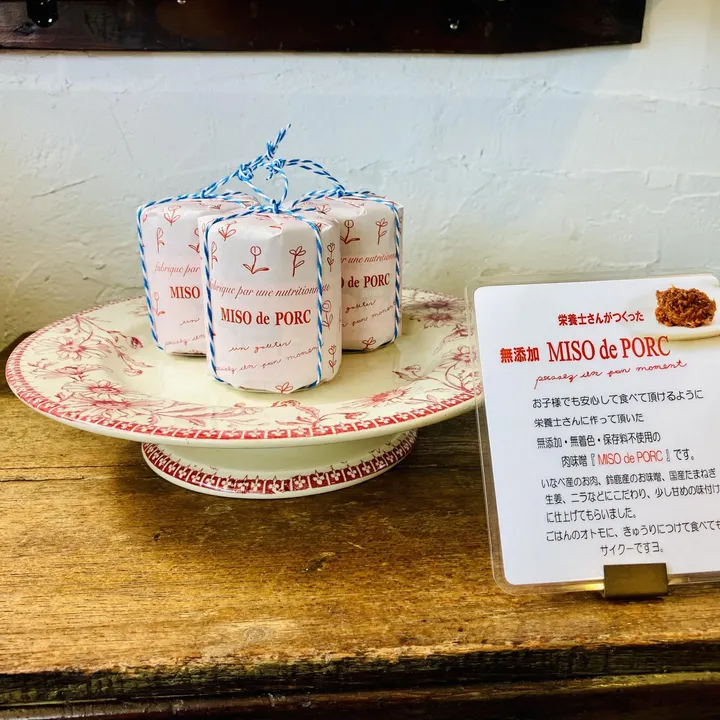 fabrique par une nutritionniste
MISO de PORC
un goûter
passez un bon moment
MISO
de PORC
栄養士さんがつくった
無添加 MISO de PORC
passez un bon moment
お子様でも安心して食べて頂けるように
栄養士さんに作って頂いた
無添加・無着色・保存料不使用の
肉味噌『 MISO de PORC 』です。
いなべ産のお肉、鈴鹿産のお味噌、国産たまねぎ
生姜、ニラなどにこだわり、少し甘めの味付け
に仕上げてもらいました。
ごはんのオトモに、きゅうりにつけて食べても
サイクーですヨ。